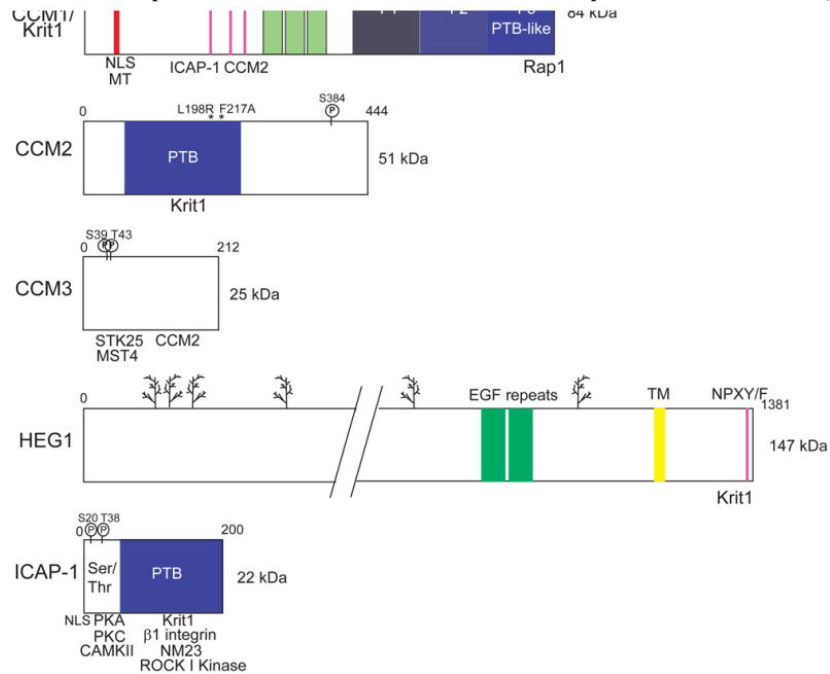 CCM1/
Krit1
PTB-like
84 kDa
NLS
MT
ICAP-1 CCM2
Rap1
0
L198R F217A
* *
S384
P
444
CCM2
PTB
51 kDa
Krit1
S39 T43
0
P P
212
CCM3
25 kDa
STK25 CCM2
MST4
0
EGF repeats
TM
NPXY/F
1381
HEG1
147 kDa
Krit1
S20 T38
0 P P
200
ICAP-1
Ser/
Thr
PTB
22 kDa
NLS PKA
PKC
CAMKII
Krit1
β1 integrin
NM23
ROCK I Kinase